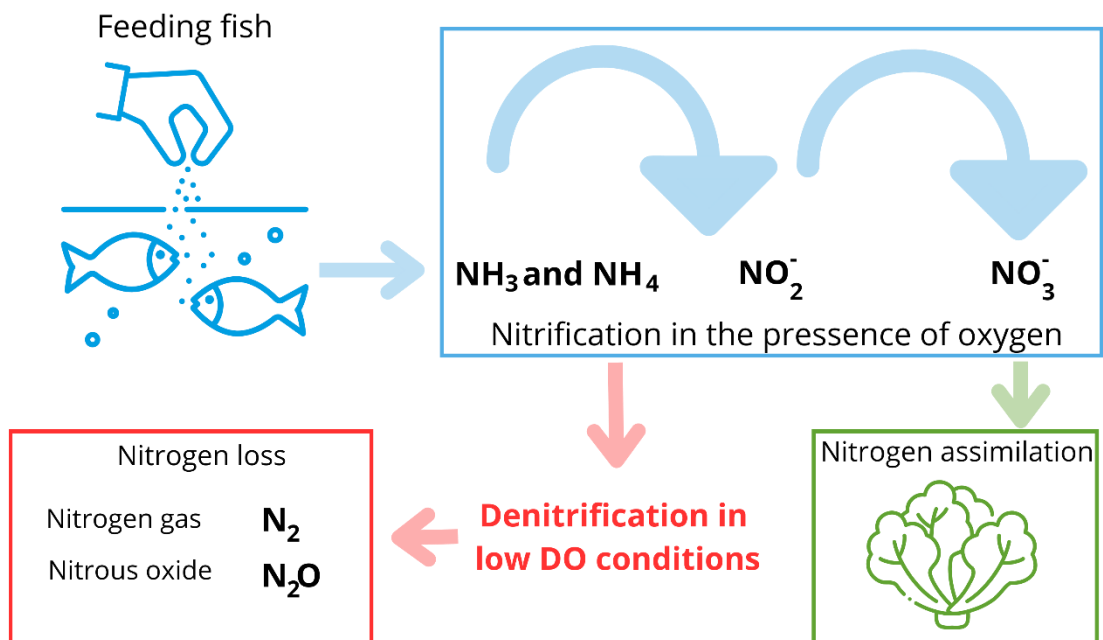 Feeding fish
NH₃ and NH₄
NO₂⁻
NO₃⁻
Nitrification in the pressence of oxygen
Nitrogen loss
Nitrogen gas N₂
Nitrous oxide N₂O
Denitrification in
low DO conditions
Nitrogen assimilation